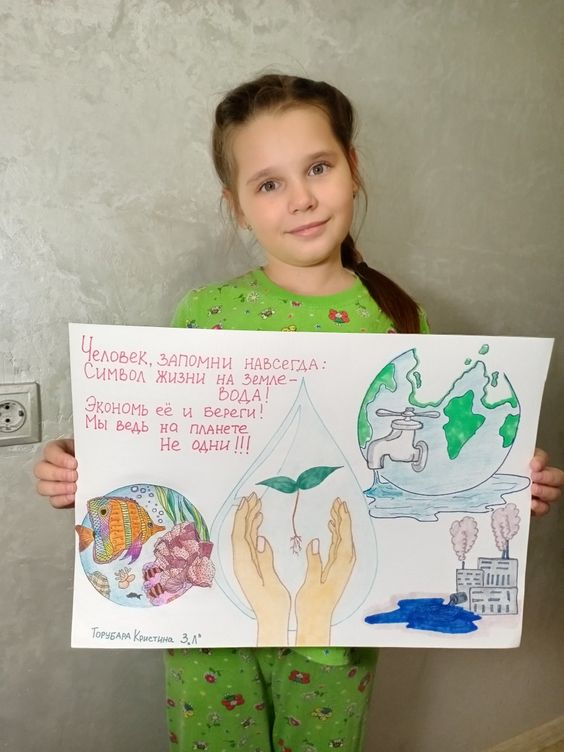 Человек, запомни навсегда:
Символ жизни на Земле –
Вода!
Экономь её и береги!
Мы ведь на планете
Не одни!!!
Торубара Кристина 3„Л"